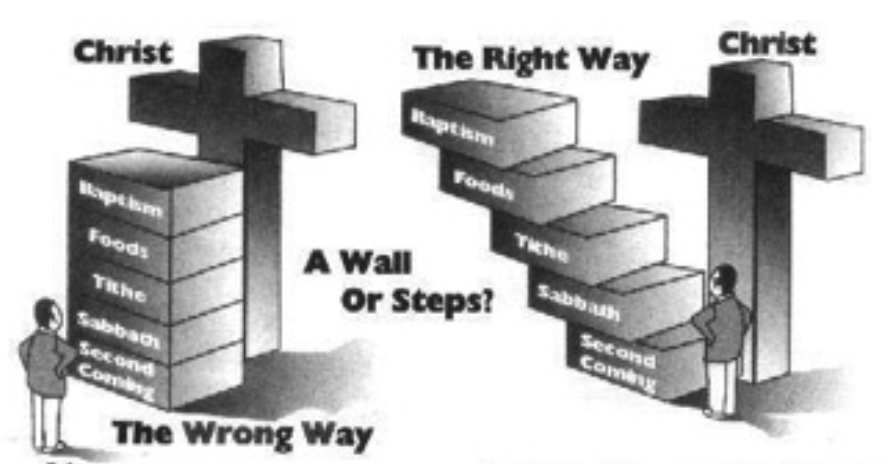 Christ
Baptism
Foods
Tithe
Sabbath
Second
Coming
The Wrong Way
A Wall
Or Steps?
The Right Way
Christ
Baptism
Foods
Tithe
Sabbath
Second
Coming